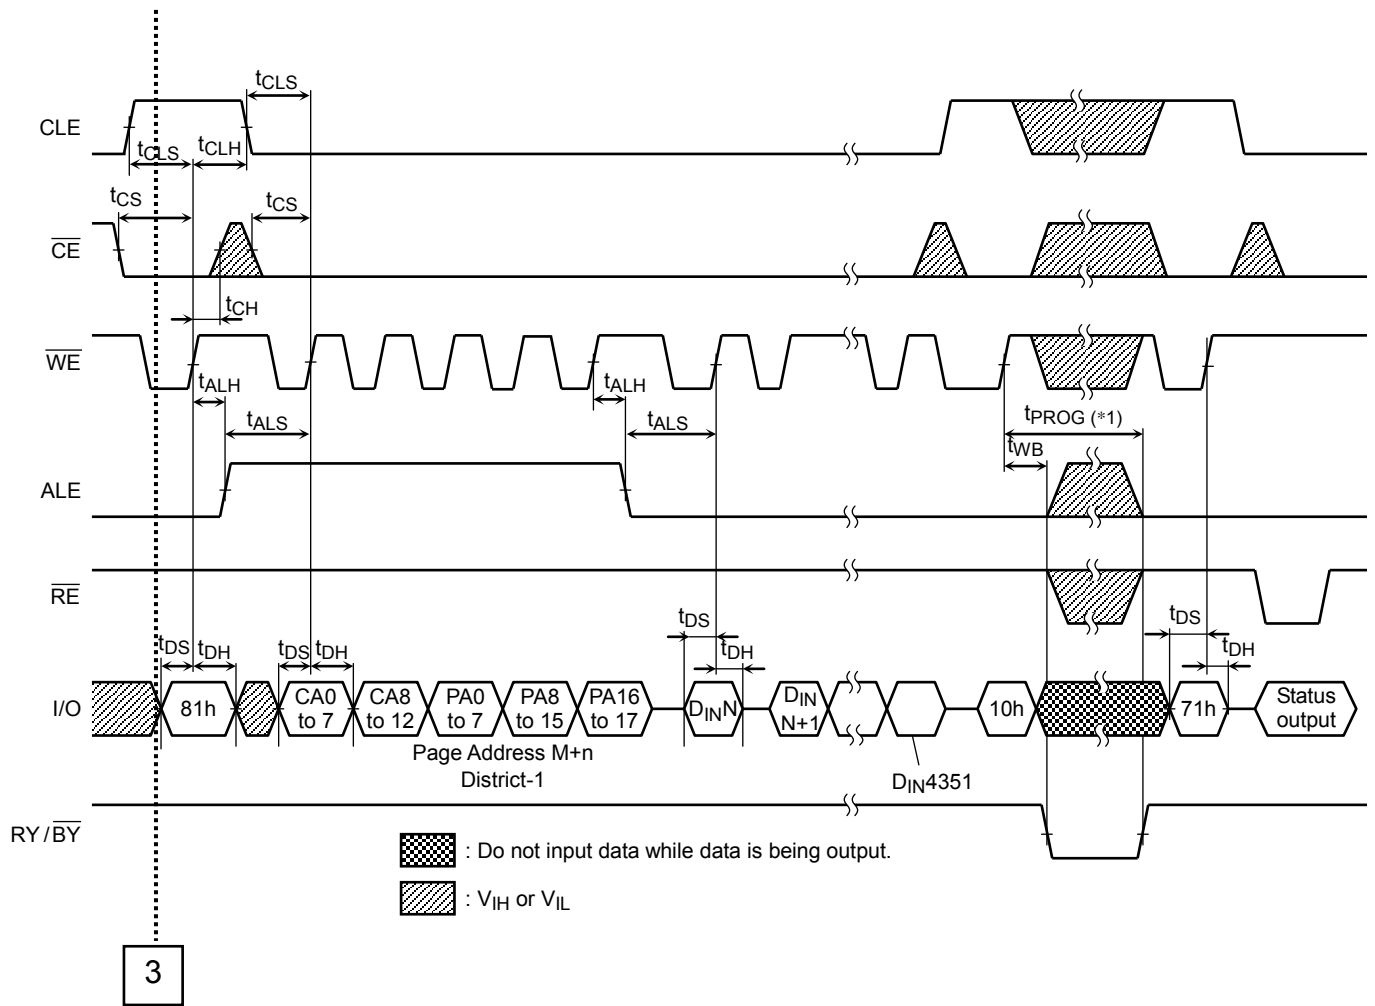 tCLS
CLE
tCLS tCLH
tCS tCS
CE
tCH
WE
tALH tALH
tALS tALS tPROG (*1)
tWB
ALE
RE
tDS tDH tDS tDH tDS tDH tDS tDH
I/O 81h CA0 to 7 CA8 to 12 PA0 to 7 PA8 to 15 PA16 to 17 DINN DIN N+1 10h 71h Status output
Page Address M+n
District-1
DIN4351
RY/BY
: Do not input data while data is being output.
: VIH or VIL
3